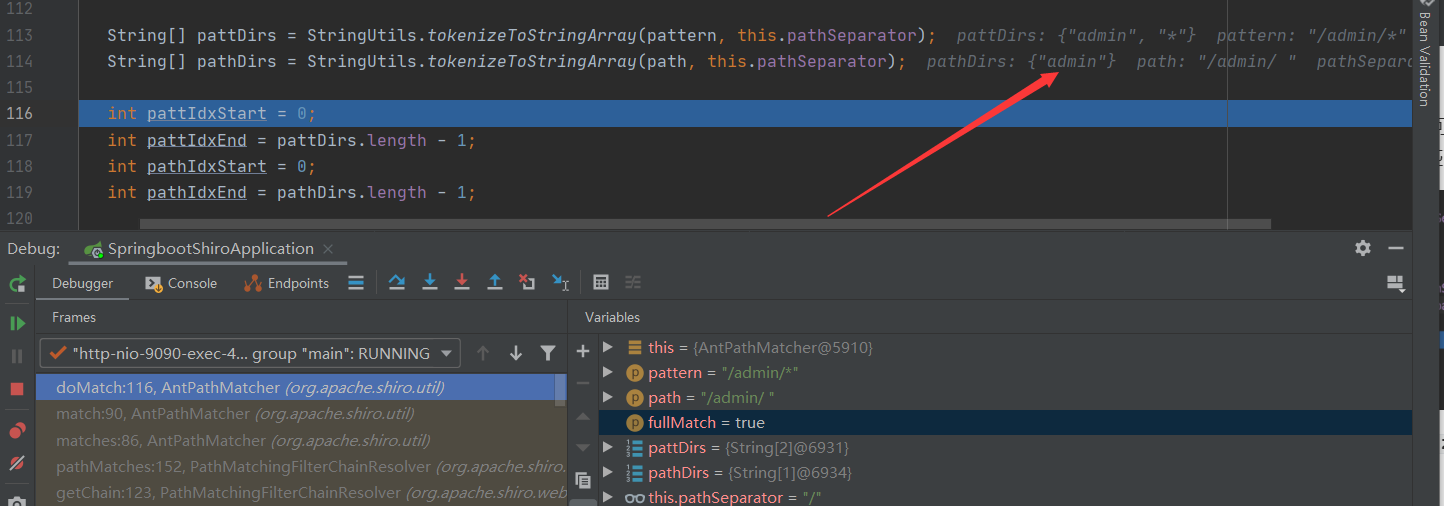 112
113 String[] pattDirs = StringUtils.tokenizeToStringArray(pattern, this.pathSeparator); pattDirs: {"admin", "*"} pattern: "/admin/*"
114 String[] pathDirs = StringUtils.tokenizeToStringArray(path, this.pathSeparator); pathDirs: {"admin"} path: "/admin/ " pathSepara
115
116 int pattIdxStart = 0;
117 int pattIdxEnd = pattDirs.length - 1;
118 int pathIdxStart = 0;
119 int pathIdxEnd = pathDirs.length - 1;
120
Bean Validation
Debug: SpringbootShiroApplication
Debugger Console Endpoints
Frames
Variables
"http-nio-9090-exec-4... group "main": RUNNING
doMatch:116, AntPathMatcher (org.apache.shiro.util)
match:90, AntPathMatcher (org.apache.shiro.util)
matches:86, AntPathMatcher (org.apache.shiro.util)
pathMatches:152, PathMatchingFilterChainResolver (org.apache.shiro.
getChain:123, PathMatchingFilterChainResolver (org.apache.shiro.web
this = {AntPathMatcher@5910}
pattern = "/admin/*"
path = "/admin/ "
fullMatch = true
pattDirs = {String[2]@6931}
pathDirs = {String[1]@6934}
this.pathSeparator = "/"